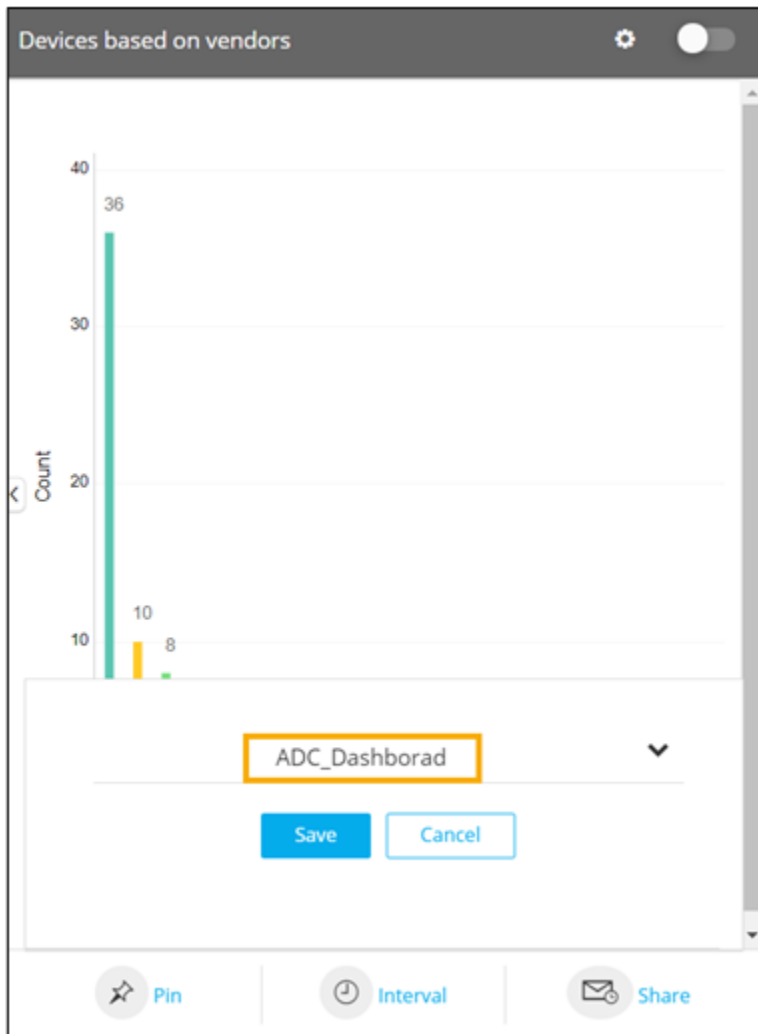 Devices based on vendors
40
36
30
Count
20
10
10
8
ADC_Dashborad
Save Cancel
Pin Interval Share